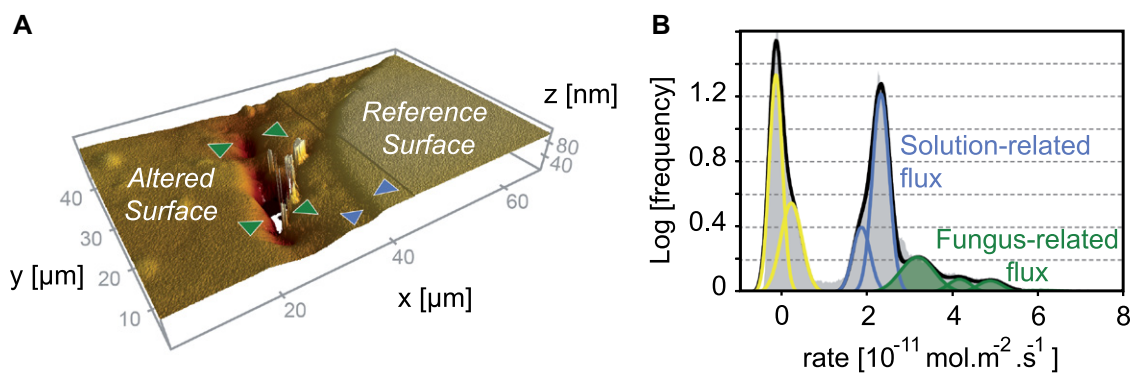 A
Reference
Surface
Altered
Surface
z [nm]
80
40
y [µm]
40
30
20
10
x [µm]
20
40
60
B
Log [frequency]
1.2
0.8
0.4
0
Solution-related
flux
Fungus-related
flux
0 2 4 6 8
rate [10⁻¹¹ mol.m⁻².s⁻¹ ]